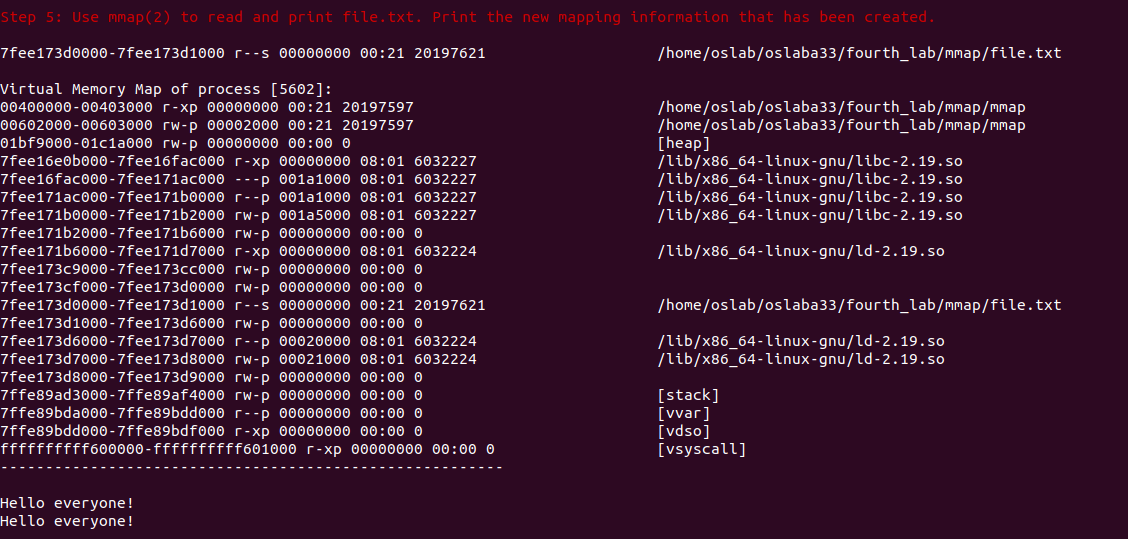 Step 5: Use mmap(2) to read and print file.txt. Print the new mapping information that has been created.
7fee173d0000-7fee173d1000 r--s 00000000 00:21 20197621 /home/oslab/oslaba33/fourth_lab/mmap/file.txt
Virtual Memory Map of process [5602]:
00400000-00403000 r-xp 00000000 00:21 20197597 /home/oslab/oslaba33/fourth_lab/mmap/mmap
00602000-00603000 rw-p 00002000 00:21 20197597 /home/oslab/oslaba33/fourth_lab/mmap/mmap
01bf9000-01c1a000 rw-p 00000000 00:00 0 [heap]
7fee16e0b000-7fee16fac000 r-xp 00000000 08:01 6032227 /lib/x86_64-linux-gnu/libc-2.19.so
7fee16fac000-7fee171ac000 ---p 001a1000 08:01 6032227 /lib/x86_64-linux-gnu/libc-2.19.so
7fee171ac000-7fee171b0000 r--p 001a1000 08:01 6032227 /lib/x86_64-linux-gnu/libc-2.19.so
7fee171b0000-7fee171b2000 rw-p 001a5000 08:01 6032227 /lib/x86_64-linux-gnu/libc-2.19.so
7fee171b2000-7fee171b6000 rw-p 00000000 00:00 0
7fee171b6000-7fee171d7000 r-xp 00000000 08:01 6032224 /lib/x86_64-linux-gnu/ld-2.19.so
7fee173c9000-7fee173cc000 rw-p 00000000 00:00 0
7fee173cf000-7fee173d0000 rw-p 00000000 00:00 0
7fee173d0000-7fee173d1000 r--s 00000000 00:21 20197621 /home/oslab/oslaba33/fourth_lab/mmap/file.txt
7fee173d1000-7fee173d6000 rw-p 00000000 00:00 0
7fee173d6000-7fee173d7000 r--p 00020000 08:01 6032224 /lib/x86_64-linux-gnu/ld-2.19.so
7fee173d7000-7fee173d8000 rw-p 00021000 08:01 6032224 /lib/x86_64-linux-gnu/ld-2.19.so
7fee173d8000-7fee173d9000 rw-p 00000000 00:00 0
7ffe89ad3000-7ffe89af4000 rw-p 00000000 00:00 0 [stack]
7ffe89bda000-7ffe89bdd000 r--p 00000000 00:00 0 [vvar]
7ffe89bdd000-7ffe89bdf000 r-xp 00000000 00:00 0 [vdso]
ffffffffff600000-ffffffffff601000 r-xp 00000000 00:00 0 [vsyscall]
--------------------------------------------------------
Hello everyone!
Hello everyone!